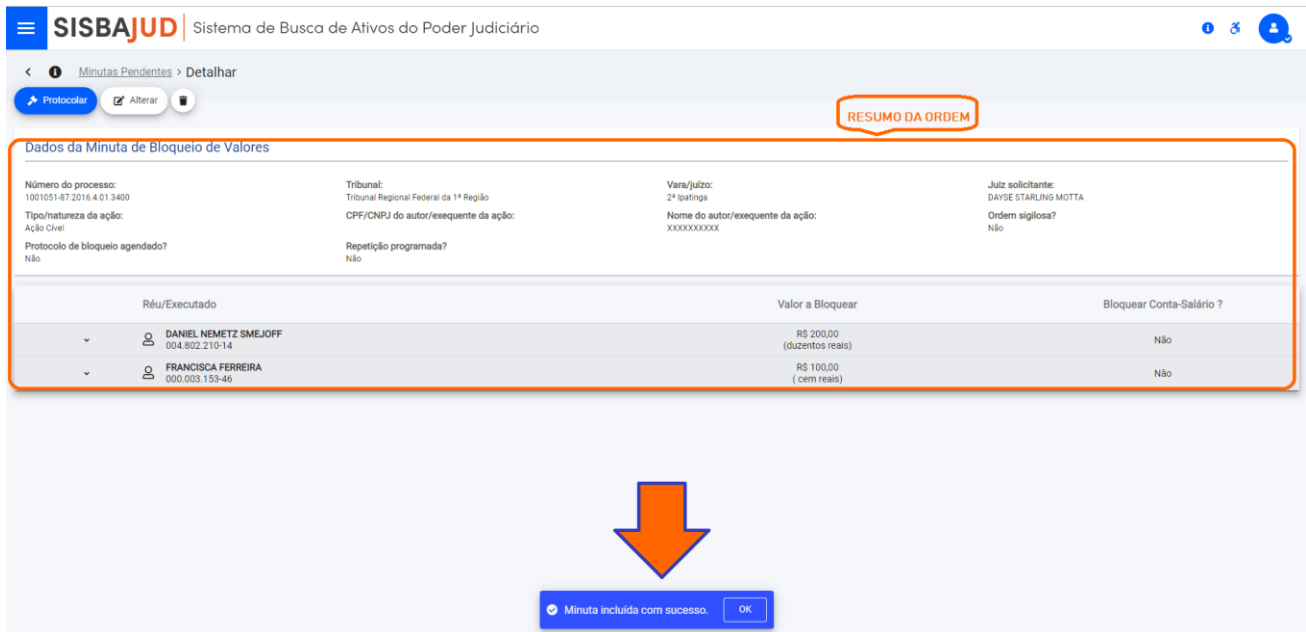 SISBAJUD Sistema de Busca de Ativos do Poder Judiciário
Minutas Pendentes > Detalhar
Protocolar Alterar
RESUMO DA ORDEM
Dados da Minuta de Bloqueio de Valores
Número do processo: Tribunal: Vara/juízo: Juiz solicitante:
1001051-87.2016.4.01.3400 Tribunal Regional Federal da 1ª Região 2ª Ipatinga DAYSE STARLING MOTTA
Tipo/natureza da ação: CPF/CNPJ do autor/exequente da ação: Nome do autor/exequente da ação: Ordem sigilosa?
Ação Cível XXXXXXXXXX Não
Protocolo de bloqueio agendado? Repetição programada?
Não Não
Réu/Executado Valor a Bloquear Bloquear Conta-Salário ?
DANIEL NEMETZ SMEJOFF R$ 200,00
004.802.210-14 (duzentos reais) Não
FRANCISCA FERREIRA R$ 100,00
000.003.153-46 ( cem reais) Não
Minuta incluída com sucesso. OK